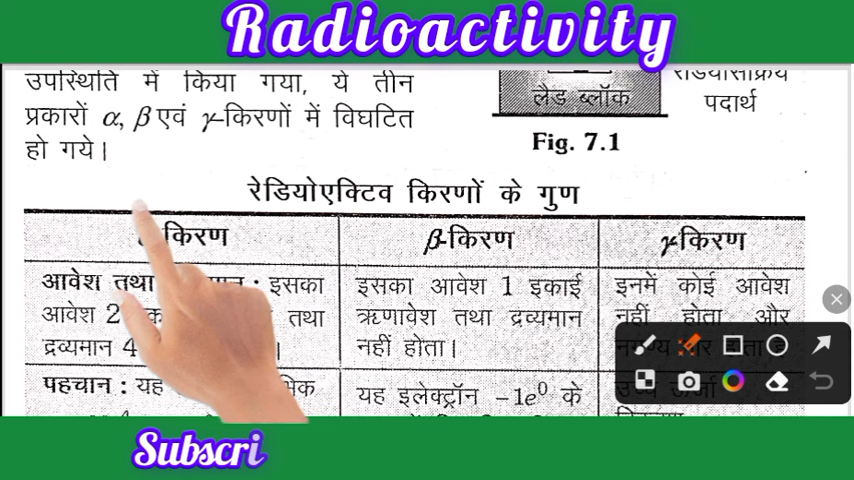 Radioactivity
उपस्थिति में किया गया, ये तीन
प्रकारों α, β एवं γ-किरणों में विघटित
हो गये।
लैड ब्लॉक
पदार्थ
Fig. 7.1
रेडियोएक्टिव किरणों के गुण
किरण
β-किरण
γ-किरण
आवेश तथा : इसका
आवेश 2 तथा
द्रव्यमान 4
इसका आवेश 1 इकाई
ऋणावेश तथा द्रव्यमान
नहीं होता।
इनमें कोई आवेश
नहीं होता और
पहचान : यह
यह इलेक्ट्रॉन −1e⁰ के
उच्च ऊर्जा
Subscri